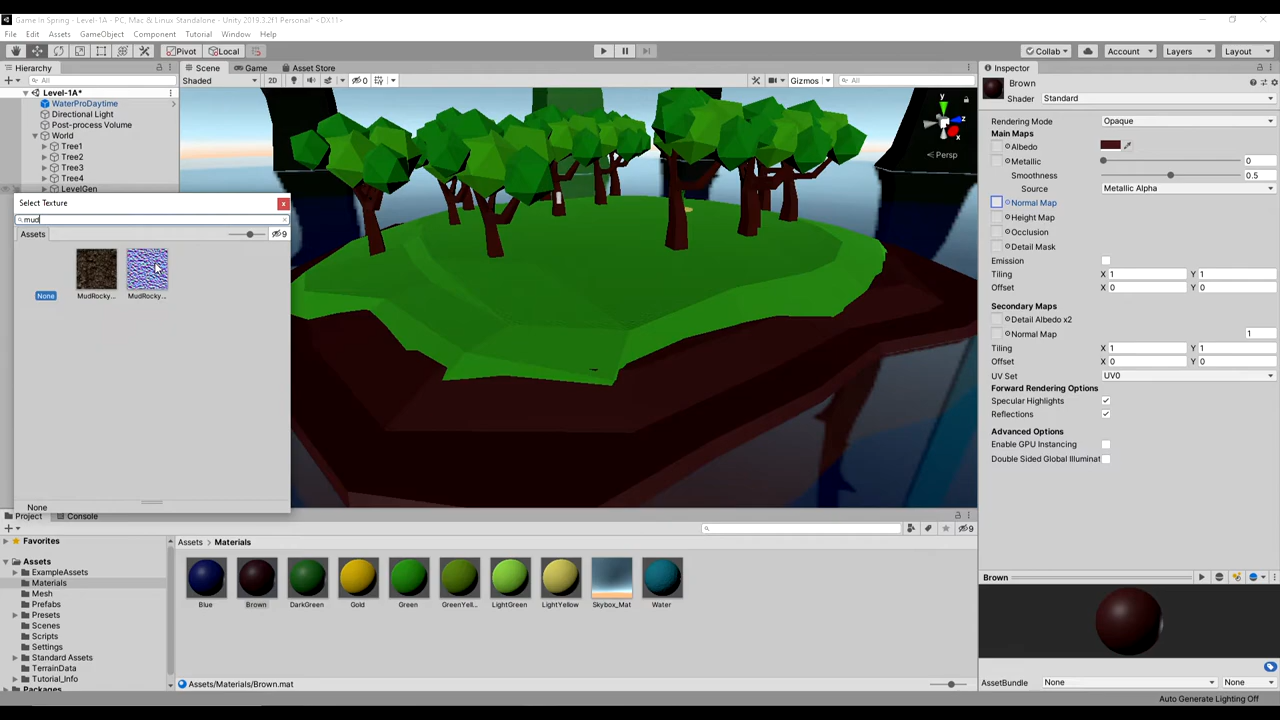 Game In Spring - Level-1A - PC, Mac & Linux Standalone - Unity 2019.3.2f1 Personal* <DX11>
File Edit Assets GameObject Component Tutorial Window Help
Pivot Local Collab Account Layers Layout
Hierarchy Scene Game Asset Store Inspector
All Shaded 2D 0 Gizmos All
Level-1A*
WaterProDaytime
Directional Light
Post-process Volume
World
Tree1
Tree2
Tree3
Tree4
LevelGen
y
z
x
Persp
Select Texture
mud
Assets 9
None MudRocky... MudRocky...
None
Brown
Shader Standard
Rendering Mode Opaque
Main Maps
Albedo
Metallic 0
Smoothness 0.5
Source Metallic Alpha
Normal Map
Height Map
Occlusion
Detail Mask
Emission
Tiling X 1 Y 1
Offset X 0 Y 0
Secondary Maps
Detail Albedo x2
Normal Map 1
Tiling X 1 Y 1
Offset X 0 Y 0
UV Set UV0
Forward Rendering Options
Specular Highlights
Reflections
Advanced Options
Enable GPU Instancing
Double Sided Global Illuminat
Project Console
9
Favorites
Assets
ExampleAssets
Materials
Mesh
Prefabs
Presets
Scenes
Scripts
Settings
Standard Assets
TerrainData
Tutorial_Info
Packages
Assets > Materials
Blue Brown DarkGreen Gold Green GreenYell... LightGreen LightYellow Skybox_Mat Water
Assets/Materials/Brown.mat
Brown
AssetBundle None None
Auto Generate Lighting Off